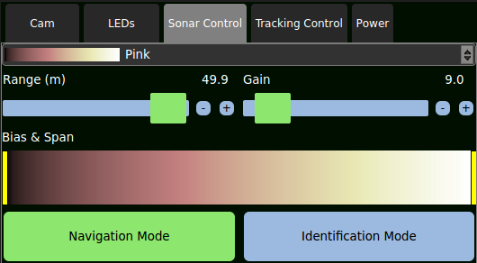 Cam LEDs Sonar Control Tracking Control Power
Pink
Range (m) 49.9 Gain 9.0
- + - +
Bias & Span
Navigation Mode Identification Mode